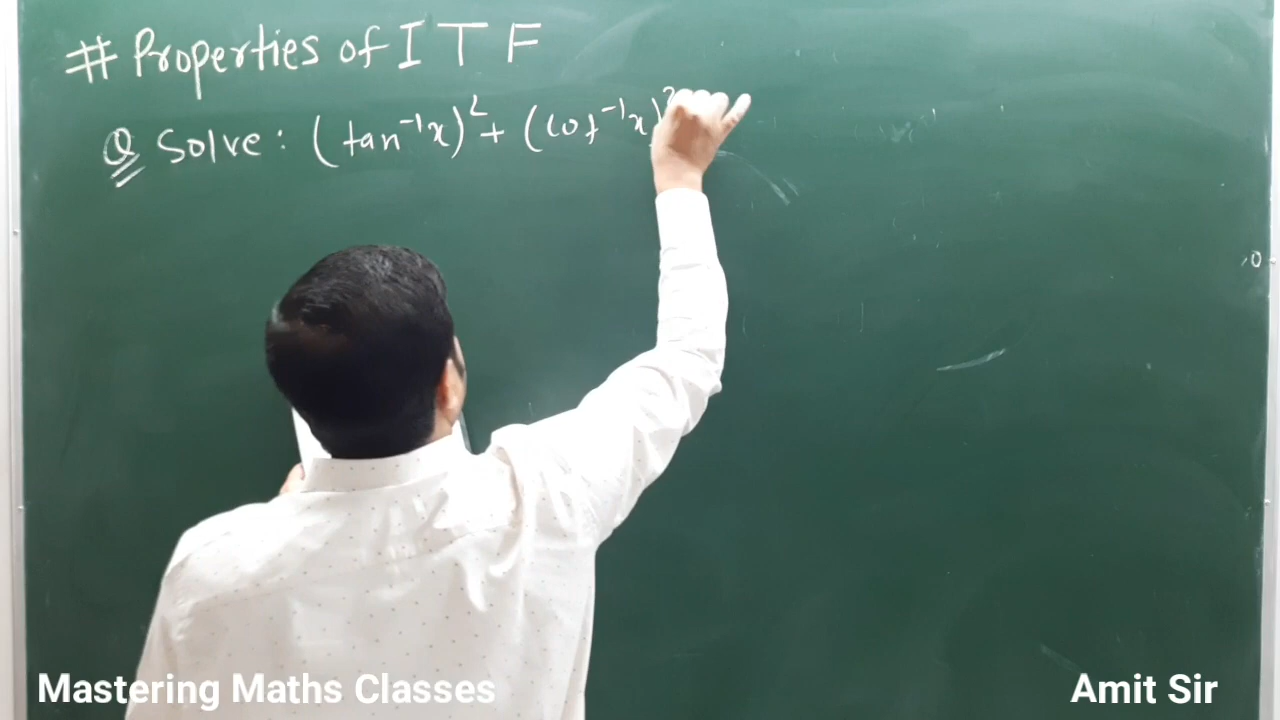 # Properties of I T F
Q Solve : (tan⁻¹x)² + (cot⁻¹x)²
Mastering Maths Classes
Amit Sir